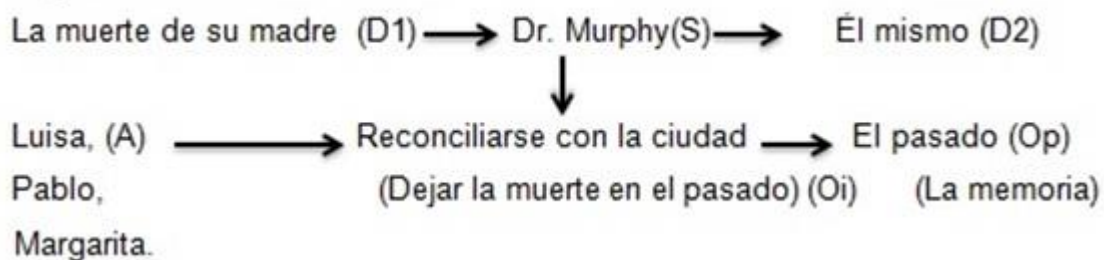 La muerte de su madre (D1) Dr. Murphy(S) Él mismo (D2)
Luisa, (A) Reconciliarse con la ciudad El pasado (Op)
Pablo, (Dejar la muerte en el pasado) (Oi) (La memoria)
Margarita.